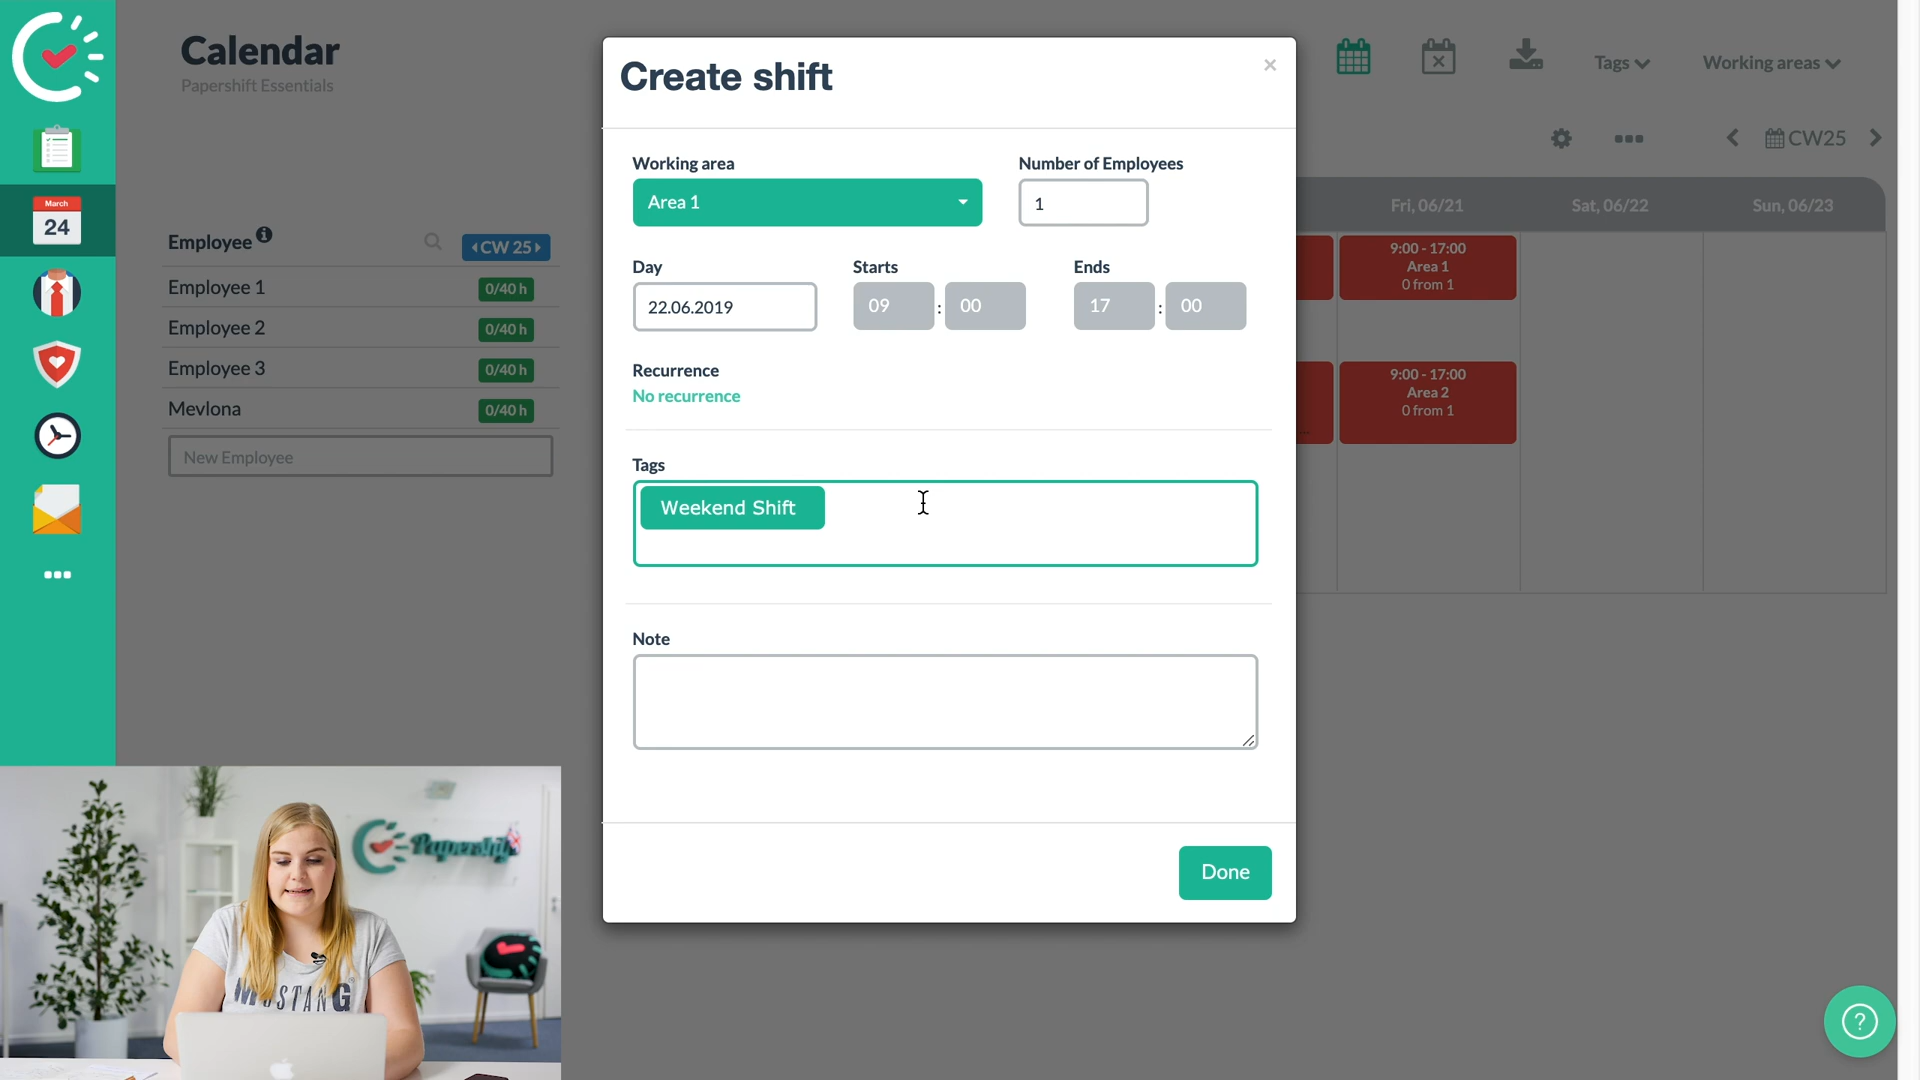 Calendar
Papershift Essentials
Tags
Working areas
CW25
March
24
Employee
CW 25
Employee 1
0/40 h
Employee 2
0/40 h
Employee 3
0/40 h
Mevlona
0/40 h
New Employee
Create shift
×
Working area
Number of Employees
Area 1
1
Day
Starts
Ends
22.06.2019
09 : 00
17 : 00
Recurrence
No recurrence
Tags
Weekend Shift
Note
Done
Fri, 06/21
Sat, 06/22
Sun, 06/23
9:00 - 17:00
Area 1
0 from 1
9:00 - 17:00
Area 2
0 from 1
...
Papershift
MUSTANG
?